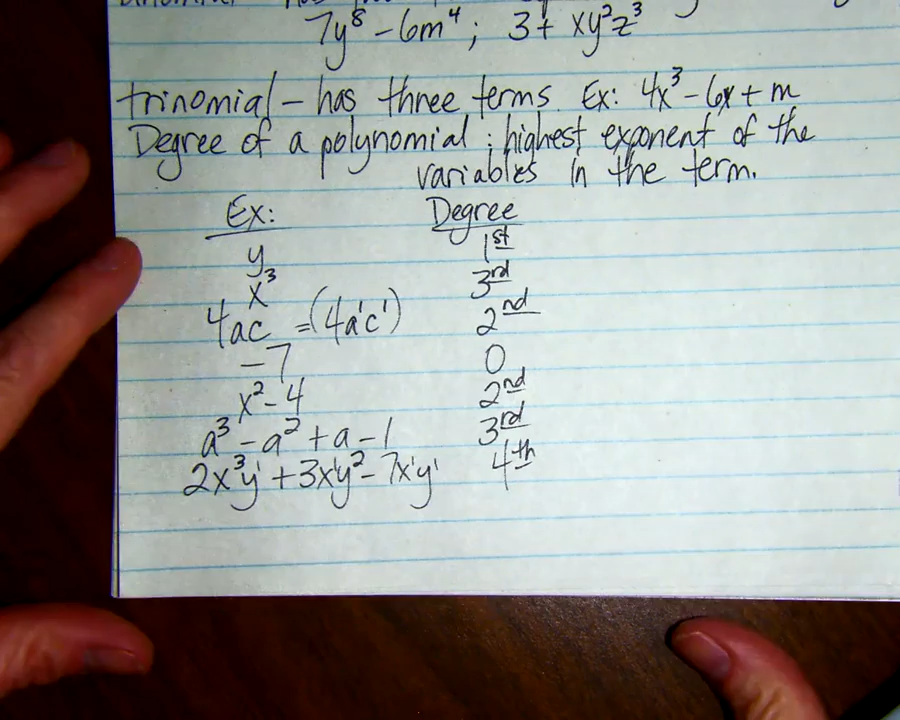 7y⁸ - 6m⁴ ; 3 + xy²z³
trinomial - has three terms Ex: 4x³ - 6x + m
Degree of a polynomial : highest exponent of the
variables in the term.
Ex: Degree
y 1st
x³ 3rd
4ac = (4a¹c¹) 2nd
-7 0
x² - 4 2nd
a³ - a² + a - 1 3rd
2x³y¹ + 3x¹y² - 7x¹y¹ 4th